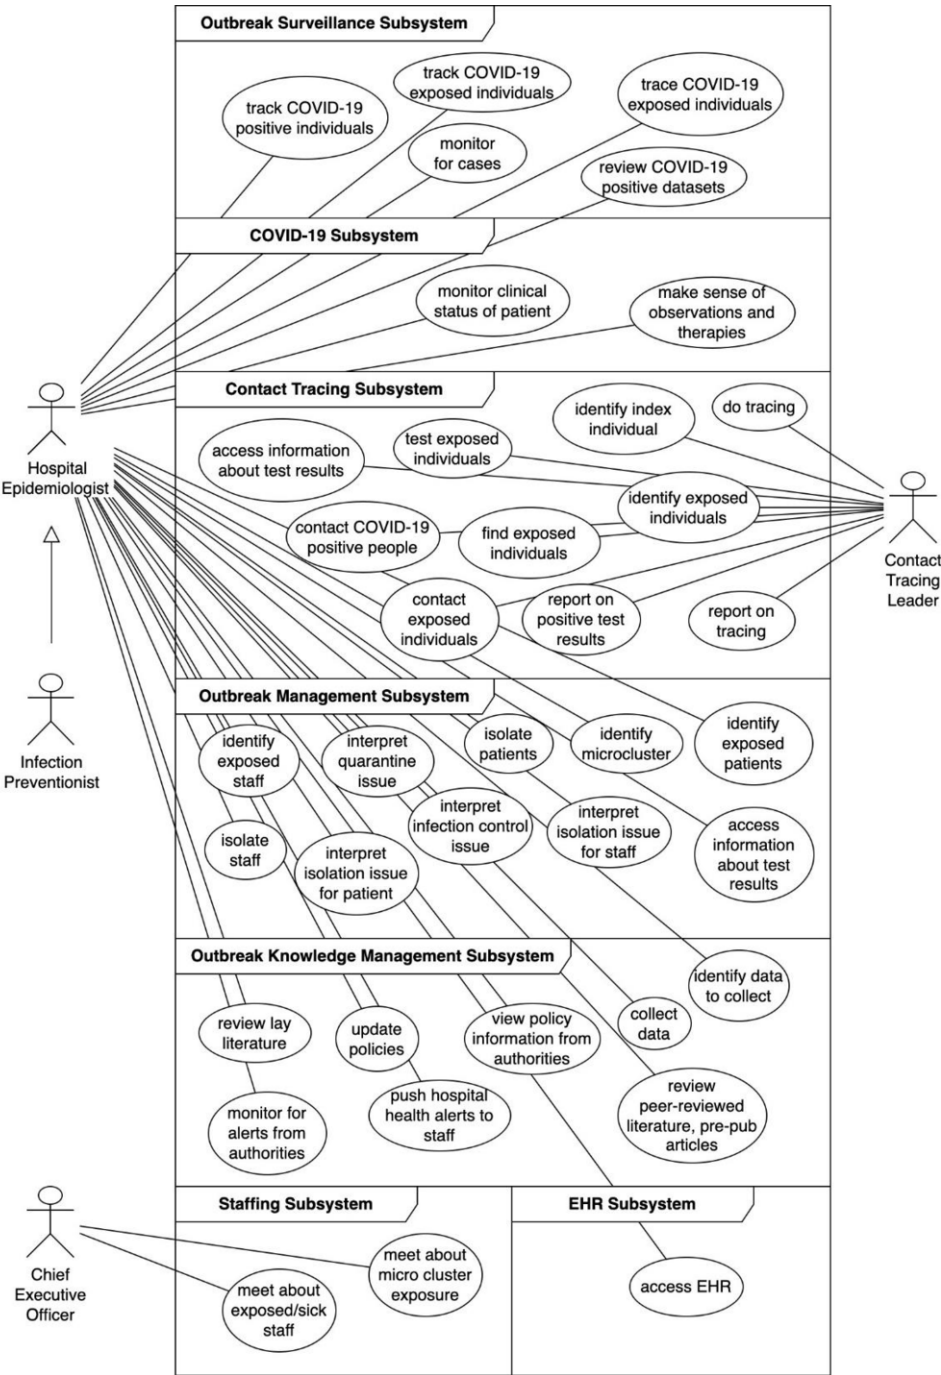 Outbreak Surveillance Subsystem
track COVID-19
positive individuals
track COVID-19
exposed individuals
trace COVID-19
exposed individuals
monitor
for cases
review COVID-19
positive datasets
COVID-19 Subsystem
monitor clinical
status of patient
make sense of
observations and
therapies
Hospital
Epidemiologist
Contact Tracing Subsystem
access information
about test results
test exposed
individuals
identify index
individual
do tracing
contact COVID-19
positive people
find exposed
individuals
identify exposed
individuals
contact
exposed
individuals
report on
positive test
results
report on
tracing
Contact
Tracing
Leader
Infection
Preventionist
Outbreak Management Subsystem
identify
exposed
staff
interpret
quarantine
issue
isolate
patients
identify
microcluster
identify
exposed
patients
isolate
staff
interpret
isolation issue
for patient
interpret
infection control
issue
interpret
isolation issue
for staff
access
information
about test
results
Outbreak Knowledge Management Subsystem
review lay
literature
update
policies
view policy
information from
authorities
collect
data
identify data
to collect
monitor for
alerts from
authorities
push hospital
health alerts to
staff
review
peer-reviewed
literature, pre-pub
articles
Chief
Executive
Officer
Staffing Subsystem
meet about
exposed/sick
staff
meet about
micro cluster
exposure
EHR Subsystem
access EHR